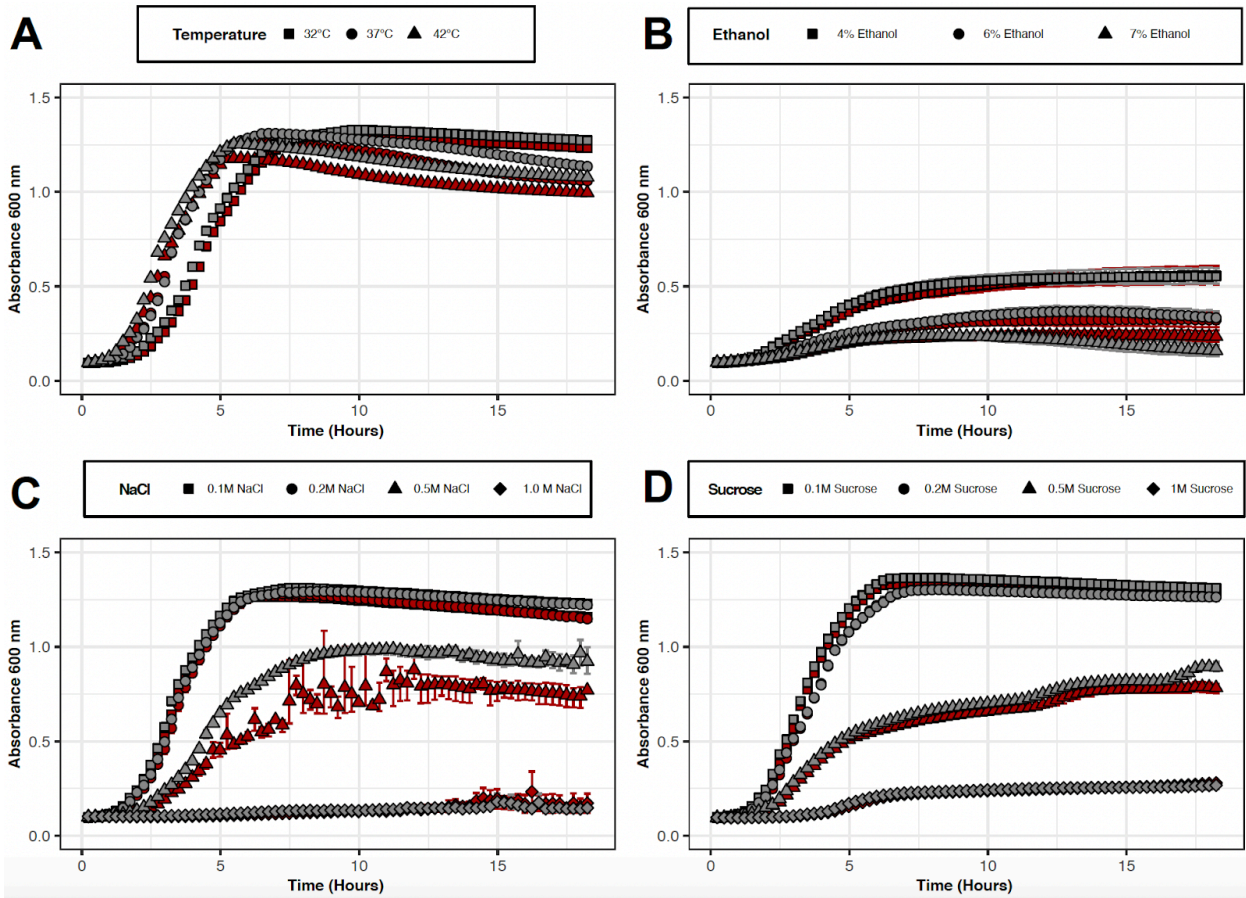 A
Temperature 32°C 37°C 42°C
1.5
1.0
0.5
0.0
Absorbance 600 nm
0 5 10 15
Time (Hours)
B
Ethanol 4% Ethanol 6% Ethanol 7% Ethanol
1.5
1.0
0.5
0.0
Absorbance 600 nm
0 5 10 15
Time (Hours)
C
NaCl 0.1M NaCl 0.2M NaCl 0.5M NaCl 1.0 M NaCl
1.5
1.0
0.5
0.0
Absorbance 600 nm
0 5 10 15
Time (Hours)
D
Sucrose 0.1M Sucrose 0.2M Sucrose 0.5M Sucrose 1M Sucrose
1.5
1.0
0.5
0.0
Absorbance 600 nm
0 5 10 15
Time (Hours)